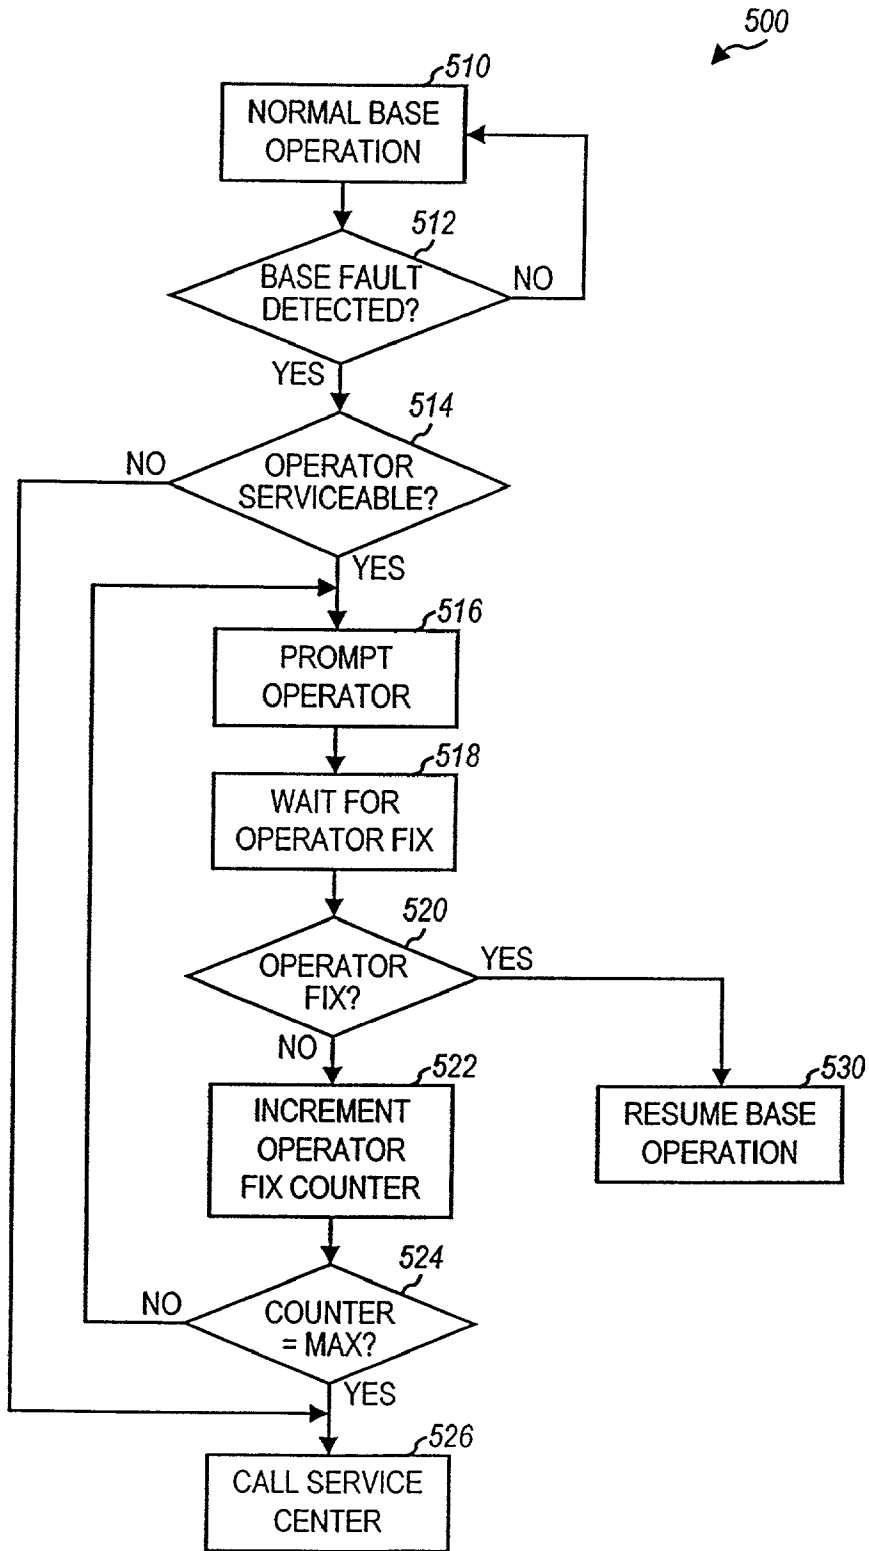 500
510
NORMAL BASE
OPERATION
512
BASE FAULT
DETECTED?
NO
YES
514
OPERATOR
SERVICEABLE?
NO
YES
516
PROMPT
OPERATOR
518
WAIT FOR
OPERATOR FIX
520
OPERATOR
FIX?
YES
NO
522
INCREMENT
OPERATOR
FIX COUNTER
530
RESUME BASE
OPERATION
524
COUNTER
= MAX?
NO
YES
526
CALL SERVICE
CENTER